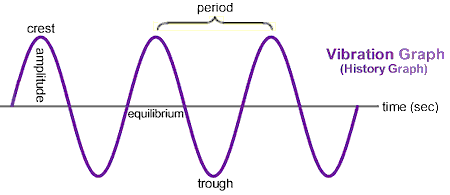 period
crest
amplitude
Vibration Graph
(History Graph)
time (sec)
equilibrium
trough